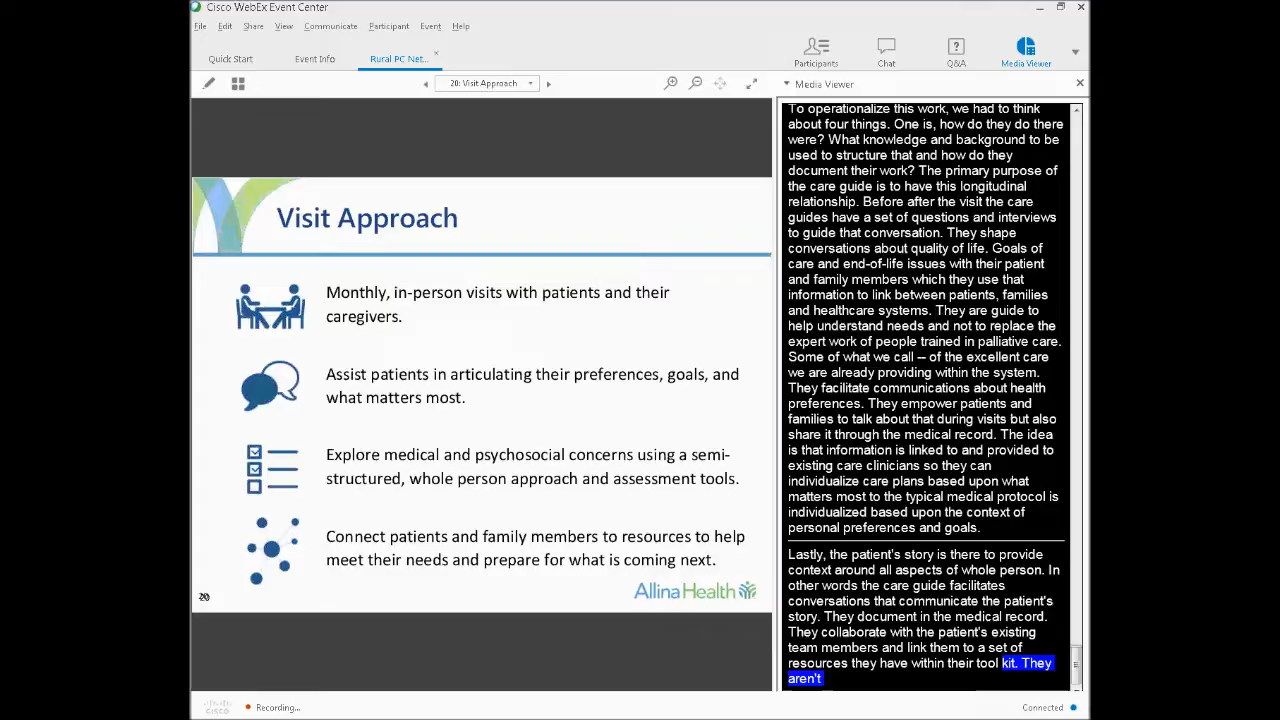 Cisco WebEx Event Center
File Edit Share View Communicate Participant Event Help
Quick Start Event Info Rural PC Net...
Participants Chat Q&A Media Viewer
20: Visit Approach
Media Viewer
Visit Approach
Monthly, in-person visits with patients and their
caregivers.
Assist patients in articulating their preferences, goals, and
what matters most.
Explore medical and psychosocial concerns using a semi-
structured, whole person approach and assessment tools.
Connect patients and family members to resources to help
meet their needs and prepare for what is coming next.
AllinaHealth
20
To operationalize this work, we had to think
about four things. One is, how do they do there
were? What knowledge and background to be
used to structure that and how do they
document their work? The primary purpose of
the care guide is to have this longitudinal
relationship. Before after the visit the care
guides have a set of questions and interviews
to guide that conversation. They shape
conversations about quality of life. Goals of
care and end-of-life issues with their patient
and family members which they use that
information to link between patients, families
and healthcare systems. They are guide to
help understand needs and not to replace the
expert work of people trained in palliative care.
Some of what we call -- of the excellent care
we are already providing within the system.
They facilitate communications about health
preferences. They empower patients and
families to talk about that during visits but also
share it through the medical record. The idea
is that information is linked to and provided to
existing care clinicians so they can
individualize care plans based upon what
matters most to the typical medical protocol is
individualized based upon the context of
personal preferences and goals.
Lastly, the patient's story is there to provide
context around all aspects of whole person. In
other words the care guide facilitates
conversations that communicate the patient's
story. They document in the medical record.
They collaborate with the patient's existing
team members and link them to a set of
resources they have within their tool kit. They
aren't
cisco
Recording...
Connected